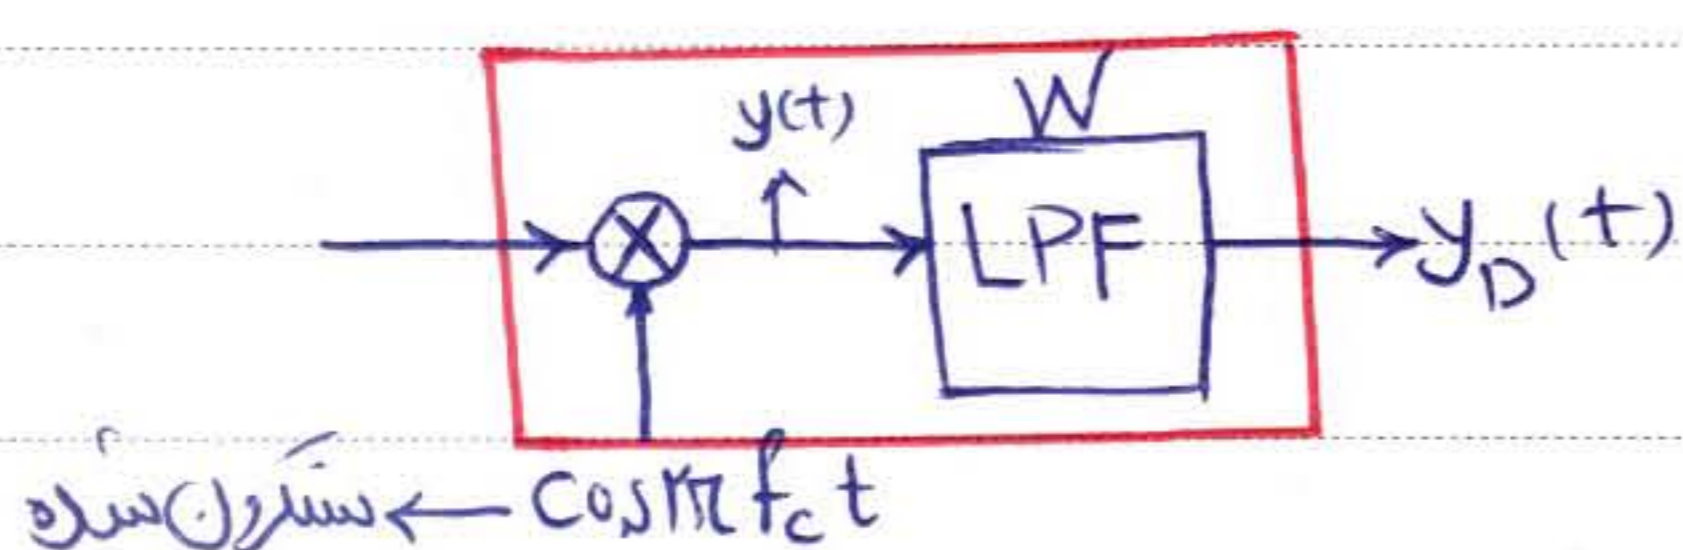 W
y(t)
× LPF → y_D(t)
سنکرون شده ← cos2πf_c t